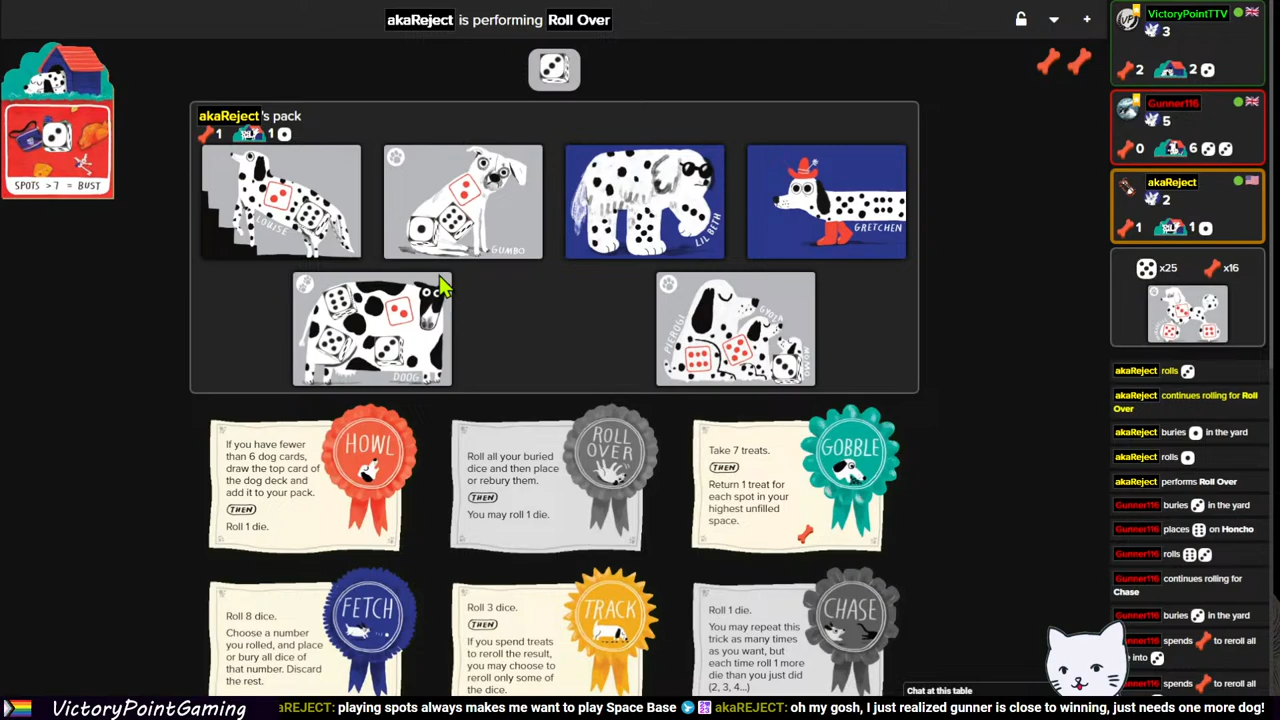 akaReject is performing Roll Over
VictoryPointTTV
3
2 2
Gunner116
5
0 6
akaReject
2
1 1
x25 x16
SPOTS >7 = BUST
akaReject's pack
1 1
LOUISE
GUMBO
LIL BETH
GRETCHEN
DOOG
PIEROGI
GYOZA
MOMO
If you have fewer
than 6 dog cards,
draw the top card of
the dog deck and
add it to your pack.
THEN
Roll 1 die.
HOWL
Roll all your buried
dice and then place
or rebury them.
THEN
You may roll 1 die.
ROLL
OVER
Take 7 treats.
THEN
Return 1 treat for
each spot in your
highest unfilled
space.
GOBBLE
Roll 8 dice.
Choose a number
you rolled, and place
or bury all dice of
that number. Discard
the rest.
FETCH
Roll 3 dice.
THEN
If you spend treats
to reroll the result,
you may choose to
reroll only some of
the dice.
TRACK
Roll 1 die.
You may repeat this
trick as many times
as you want, but
each time roll 1 more
die than you just did
(2, 3, 4...)
CHASE
akaReject rolls
akaReject continues rolling for Roll
Over
akaReject buries in the yard
akaReject rolls
akaReject performs Roll Over
Gunner116 buries in the yard
Gunner116 places on Honcho
Gunner116 rolls
Gunner116 continues rolling for
Chase
Gunner116 buries in the yard
Gunner116 spends to reroll all
into
Gunner116 spends to reroll all
Chat at this table
VictoryPointGaming
akaREJECT: playing spots always makes me want to play Space Base akaREJECT: oh my gosh, I just realized gunner is close to winning, just needs one more dog!